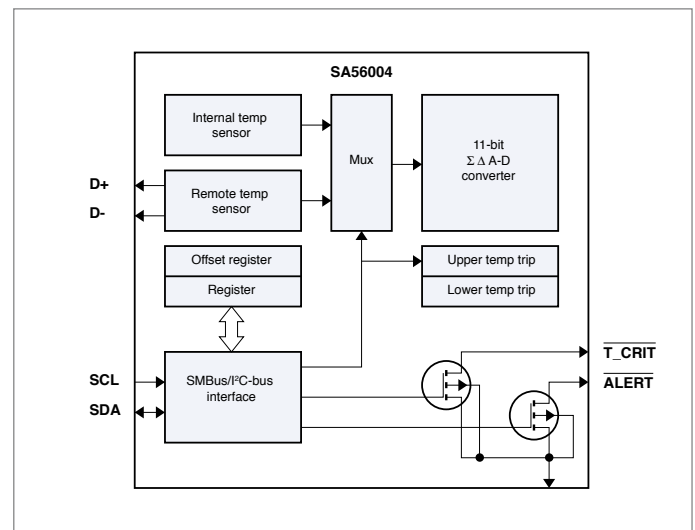 SA56004
Internal temp
sensor
Mux
11-bit
Σ Δ A-D
converter
D+
D-
Remote temp
sensor
Offset register
Register
Upper temp trip
Lower temp trip
SCL
SDA
SMBus/I²C-bus
interface
T_CRIT
ALERT